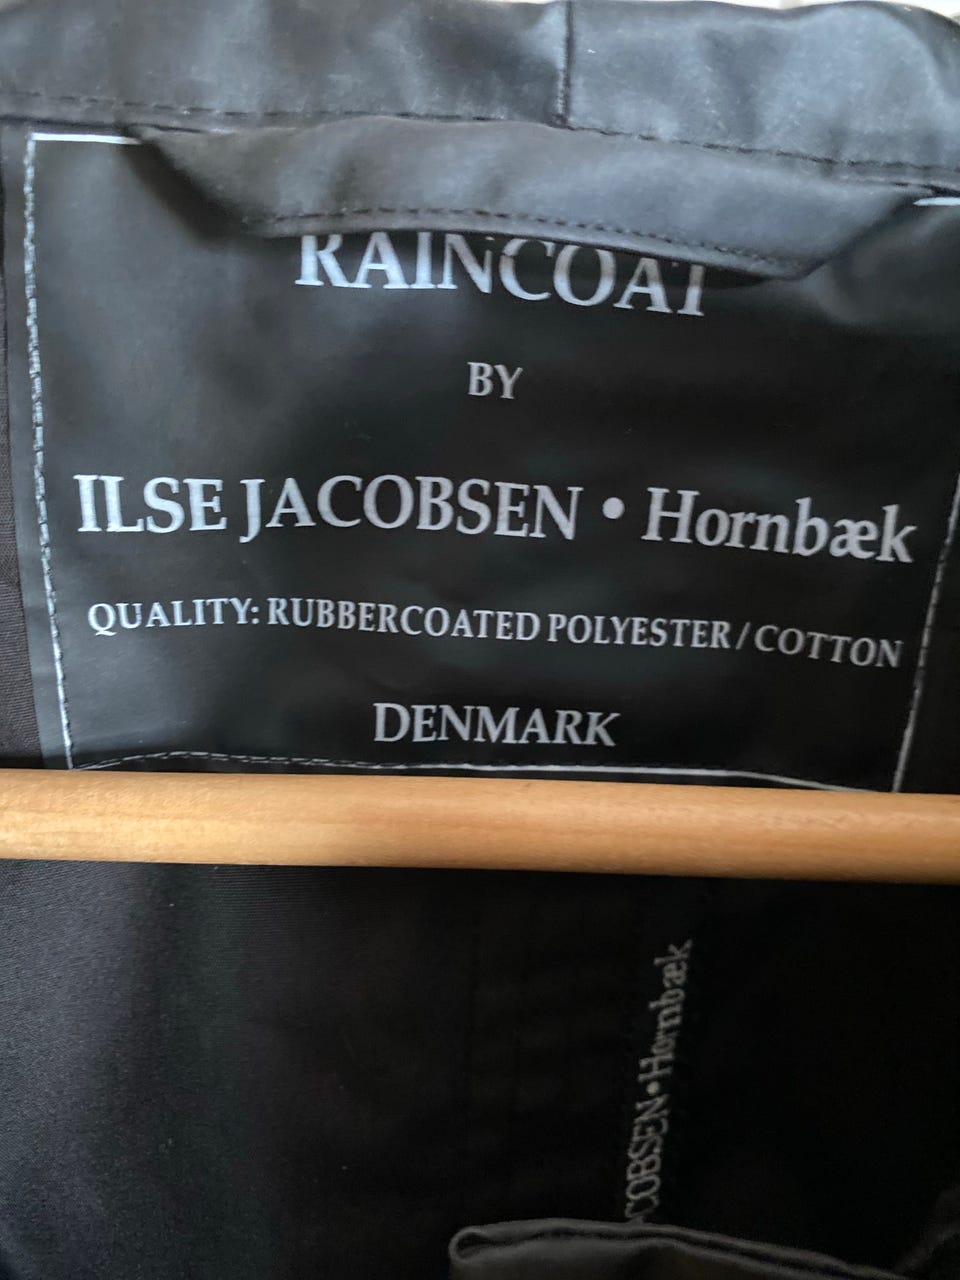 RAINCOAT
BY
ILSE JACOBSEN • Hornbæk
QUALITY: RUBBERCOATED POLYESTER / COTTON
DENMARK
COBSEN•Hornbæk